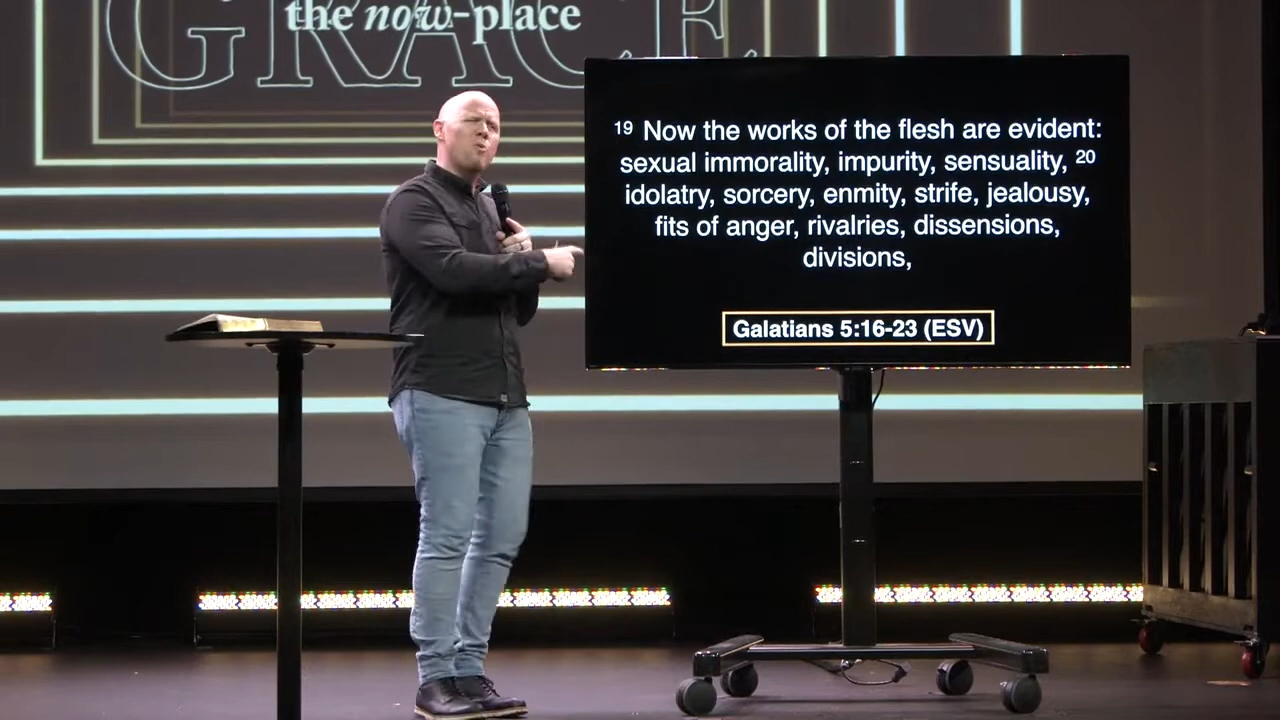 the now-place
GRACE
19 Now the works of the flesh are evident:
sexual immorality, impurity, sensuality, 20
idolatry, sorcery, enmity, strife, jealousy,
fits of anger, rivalries, dissensions,
divisions,
Galatians 5:16-23 (ESV)